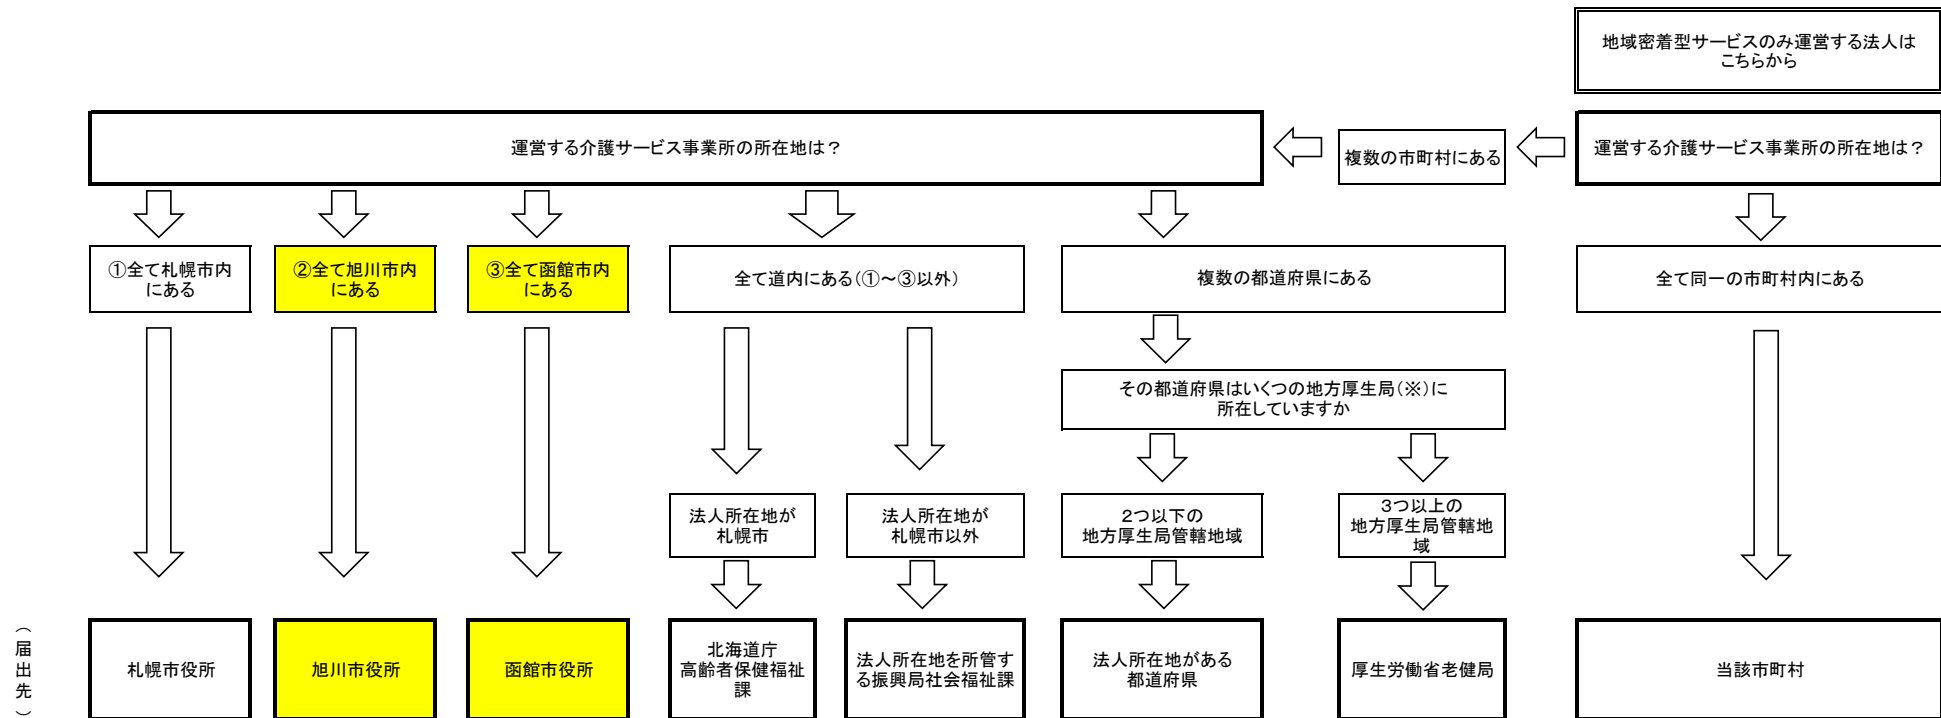 地域密着型サービスのみ運営する法人は
こちらから
運営する介護サービス事業所の所在地は？
複数の市町村にある
運営する介護サービス事業所の所在地は？
①全て札幌市内
にある
②全て旭川市内
にある
③全て函館市内
にある
全て道内にある（①～③以外）
複数の都道府県にある
全て同一の市町村内にある
その都道府県はいくつの地方厚生局（※）に
所在していますか
法人所在地が
札幌市
法人所在地が
札幌市以外
２つ以下の
地方厚生局管轄地域
３つ以上の
地方厚生局管轄地
域
（届出先）
札幌市役所
旭川市役所
函館市役所
北海道庁
高齢者保健福祉
課
法人所在地を所管す
る振興局社会福祉課
法人所在地がある
都道府県
厚生労働省老健局
当該市町村